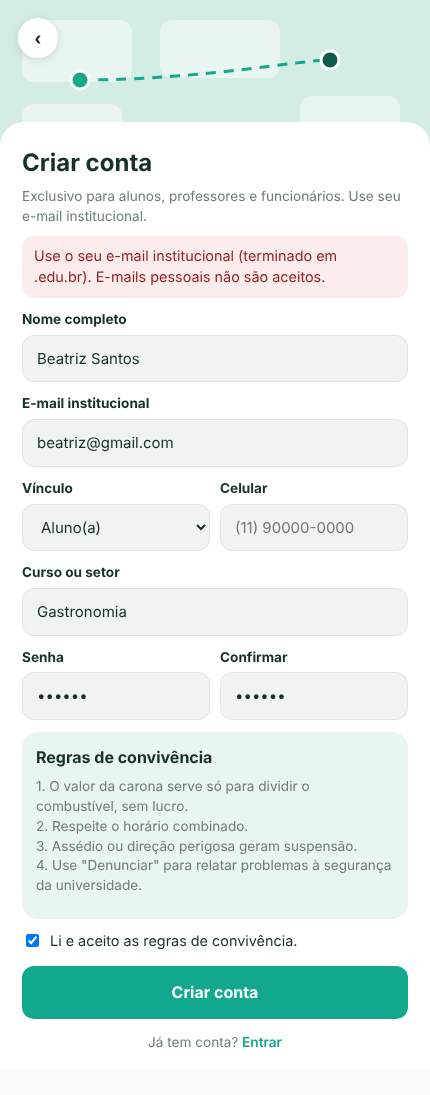 ‹
Criar conta
Exclusivo para alunos, professores e funcionários. Use seu
e-mail institucional.
Use o seu e-mail institucional (terminado em
.edu.br). E-mails pessoais não são aceitos.
Nome completo
Beatriz Santos
E-mail institucional
beatriz@gmail.com
Vínculo Celular
Aluno(a) (11) 90000-0000
Curso ou setor
Gastronomia
Senha Confirmar
•••••• ••••••
Regras de convivência
1. O valor da carona serve só para dividir o
combustível, sem lucro.
2. Respeite o horário combinado.
3. Assédio ou direção perigosa geram suspensão.
4. Use "Denunciar" para relatar problemas à segurança
da universidade.
Li e aceito as regras de convivência.
Criar conta
Já tem conta? Entrar